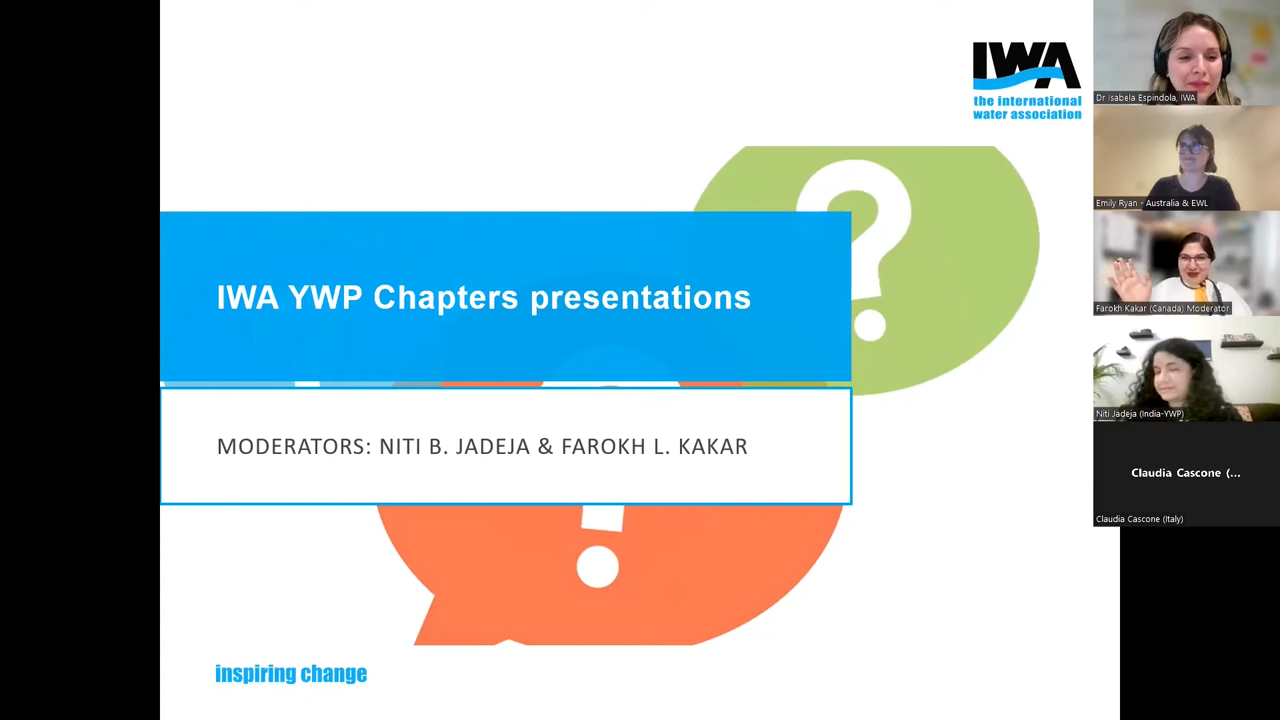 IWA
the international
water association
IWA YWP Chapters presentations
MODERATORS: NITI B. JADEJA & FAROKH L. KAKAR
inspiring change
Dr Isabela Espindola, IWA
Emily Ryan - Australia & EWL
Farokh Kakar (Canada) Moderator
Niti Jadeja (India-YWP)
Claudia Cascone (...
Claudia Cascone (Italy)